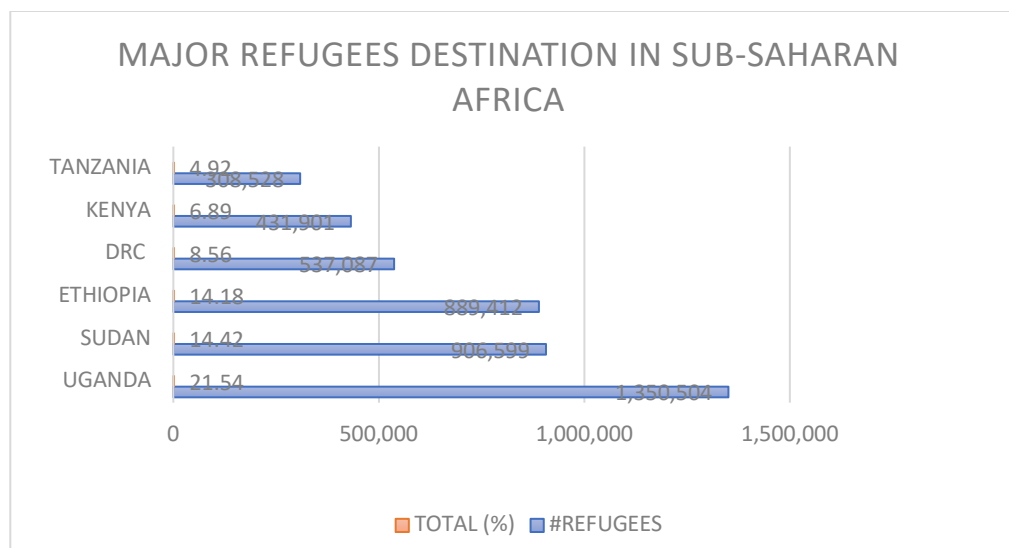 MAJOR REFUGEES DESTINATION IN SUB-SAHARAN
AFRICA
TANZANIA 4.92
308,528
KENYA 6.89
431,901
DRC 8.56
537,087
ETHIOPIA 14.18
889,412
SUDAN 14.42
906,599
UGANDA 21.54
1,350,504
0 500,000 1,000,000 1,500,000
TOTAL (%) #REFUGEES